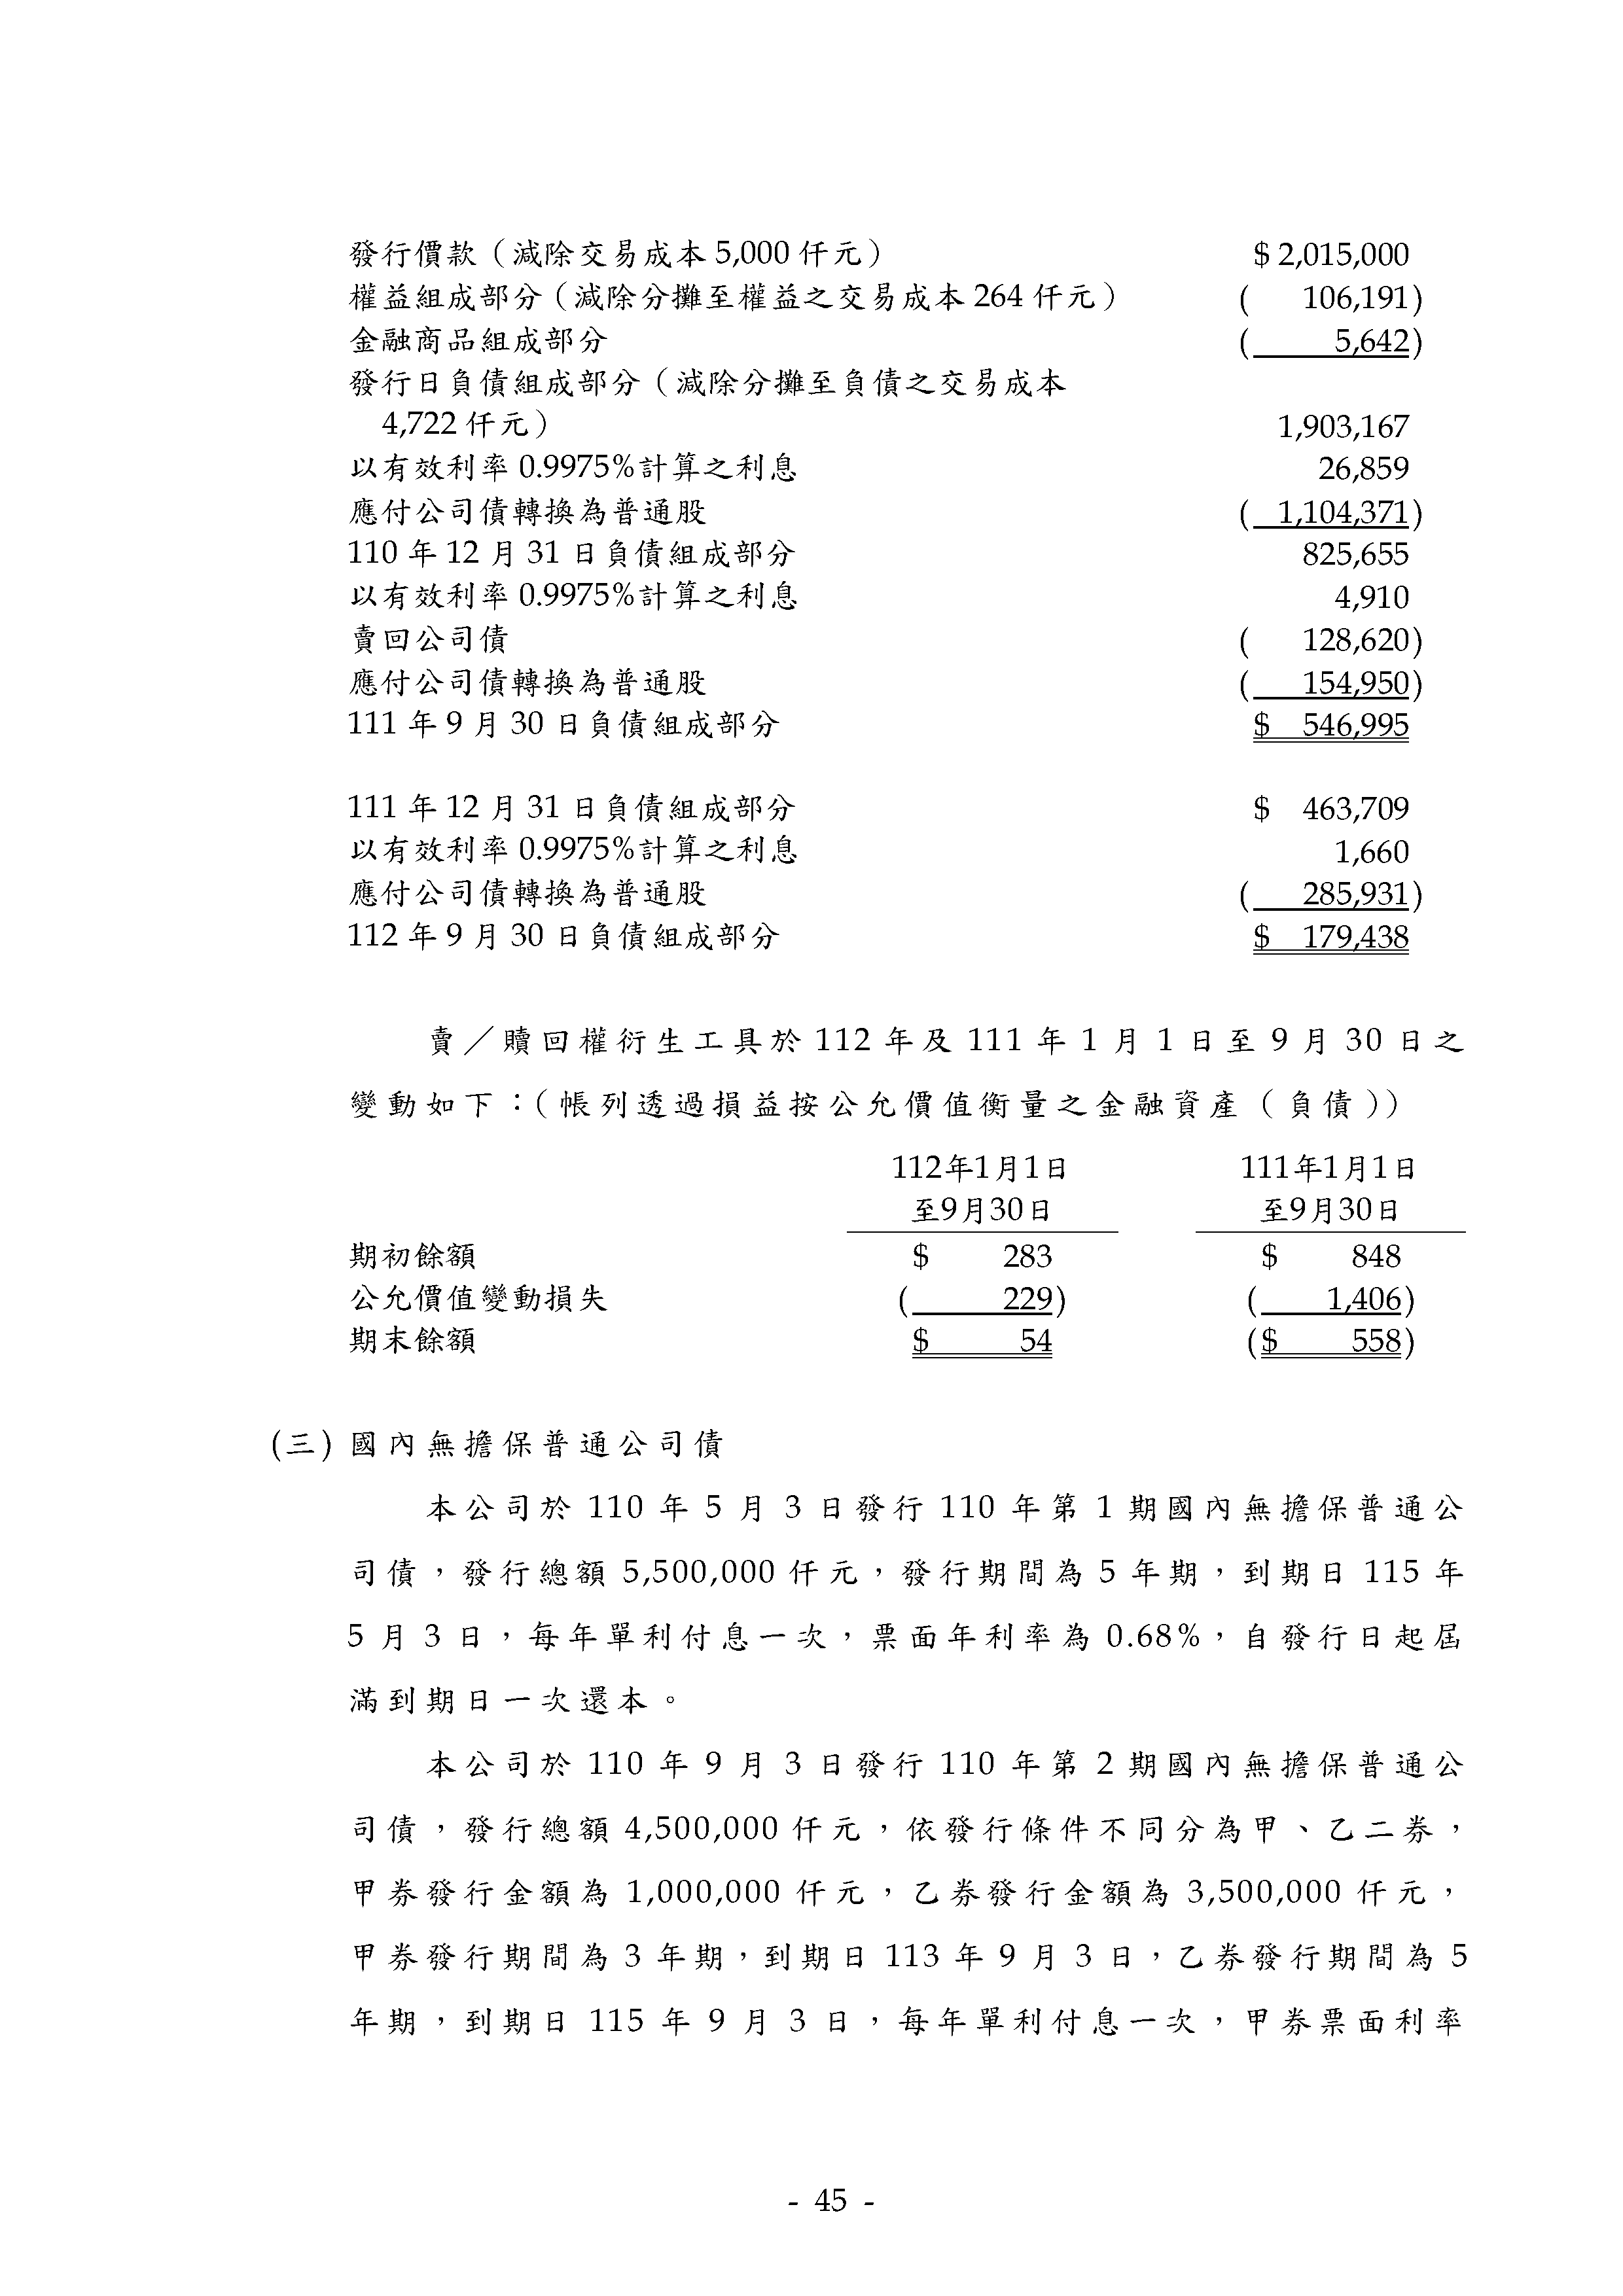 發行價款（減除交易成本 5,000 仟元） $ 2,015,000
權益組成部分（減除分攤至權益之交易成本 264 仟元） ( 106,191)
金融商品組成部分 ( 5,642)
發行日負債組成部分（減除分攤至負債之交易成本
4,722 仟元） 1,903,167
以有效利率 0.9975%計算之利息 26,859
應付公司債轉換為普通股 ( 1,104,371)
110 年 12 月 31 日負債組成部分 825,655
以有效利率 0.9975%計算之利息 4,910
賣回公司債 ( 128,620)
應付公司債轉換為普通股 ( 154,950)
111 年 9 月 30 日負債組成部分 $ 546,995
111 年 12 月 31 日負債組成部分 $ 463,709
以有效利率 0.9975%計算之利息 1,660
應付公司債轉換為普通股 ( 285,931)
112 年 9 月 30 日負債組成部分 $ 179,438
賣／贖回權衍生工具於 112 年及 111 年 1 月 1 日至 9 月 30 日之
變動如下：（帳列透過損益按公允價值衡量之金融資產（負債））
112年1月1日 111年1月1日
至9月30日 至9月30日
期初餘額 $ 283 $ 848
公允價值變動損失 ( 229) ( 1,406)
期末餘額 $ 54 ($ 558)
(三) 國內無擔保普通公司債
本公司於 110 年 5 月 3 日發行 110 年第 1 期國內無擔保普通公
司債，發行總額 5,500,000 仟元，發行期間為 5 年期，到期日 115 年
5 月 3 日，每年單利付息一次，票面年利率為 0.68%，自發行日起屆
滿到期日一次還本。
本公司於 110 年 9 月 3 日發行 110 年第 2 期國內無擔保普通公
司債，發行總額 4,500,000 仟元，依發行條件不同分為甲、乙二券，
甲券發行金額為 1,000,000 仟元，乙券發行金額為 3,500,000 仟元，
甲券發行期間為 3 年期，到期日 113 年 9 月 3 日，乙券發行期間為 5
年期，到期日 115 年 9 月 3 日，每年單利付息一次，甲券票面利率
- 45 -